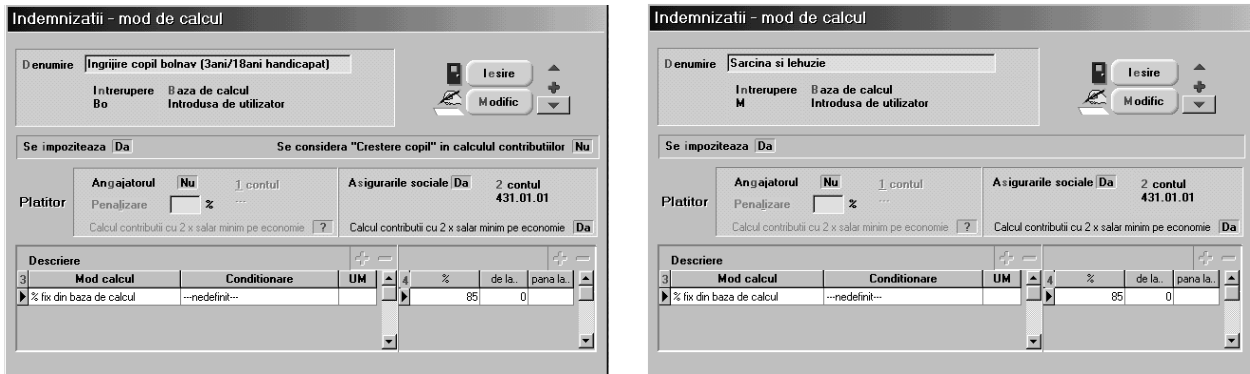 Indemnizatii - mod de calcul
Denumire Ingrijire copil bolnav (3ani/18ani handicapat)
Iesire
Intrerupere Baza de calcul
Bo Introdusa de utilizator
Modific
Se impoziteaza Da Se considera "Crestere copil" in calculul contributiilor Nu
Platitor
Angajatorul Nu 1 contul
Penalizare % ---
Calcul contributii cu 2 x salar minim pe economie ?
Asigurarile sociale Da 2 contul
431.01.01
Calcul contributii cu 2 x salar minim pe economie Da
Descriere
3 Mod calcul Conditionare UM
% fix din baza de calcul ---nedefinit---
4 % de la.. pana la..
85 0
Indemnizatii - mod de calcul
Denumire Sarcina si lehuzie
Iesire
Intrerupere Baza de calcul
M Introdusa de utilizator
Modific
Se impoziteaza Da
Platitor
Angajatorul Nu 1 contul
Penalizare % ---
Calcul contributii cu 2 x salar minim pe economie ?
Asigurarile sociale Da 2 contul
431.01.01
Calcul contributii cu 2 x salar minim pe economie Da
Descriere
3 Mod calcul Conditionare UM
% fix din baza de calcul ---nedefinit---
4 % de la.. pana la..
85 0